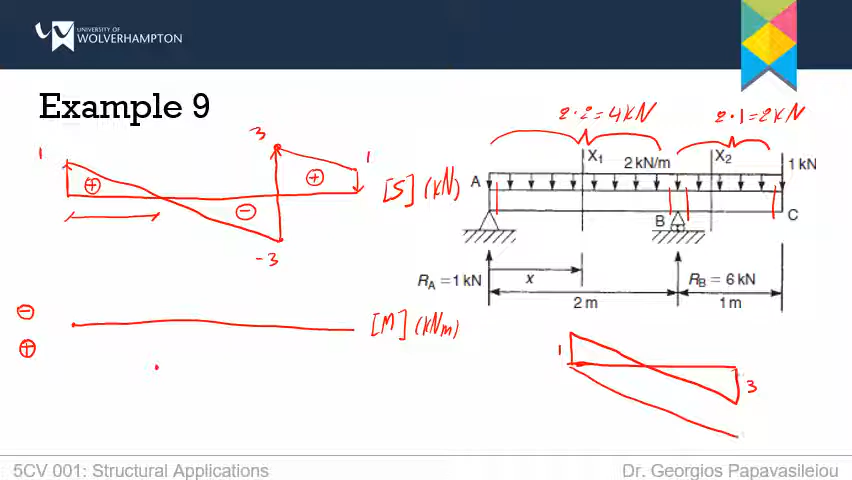 UNIVERSITY OF
WOLVERHAMPTON
Example 9
2·2=4kN
2·1=2kN
3
1
1
⊕
⊕
⊖
-3
[S] (kN)
X1
2 kN/m
X2
1 kN
A
B
C
RA = 1 kN
x
RB = 6 kN
2 m
1 m
⊖
⊕
[M] (kNm)
1
3
5CV 001: Structural Applications
Dr. Georgios Papavasileiou